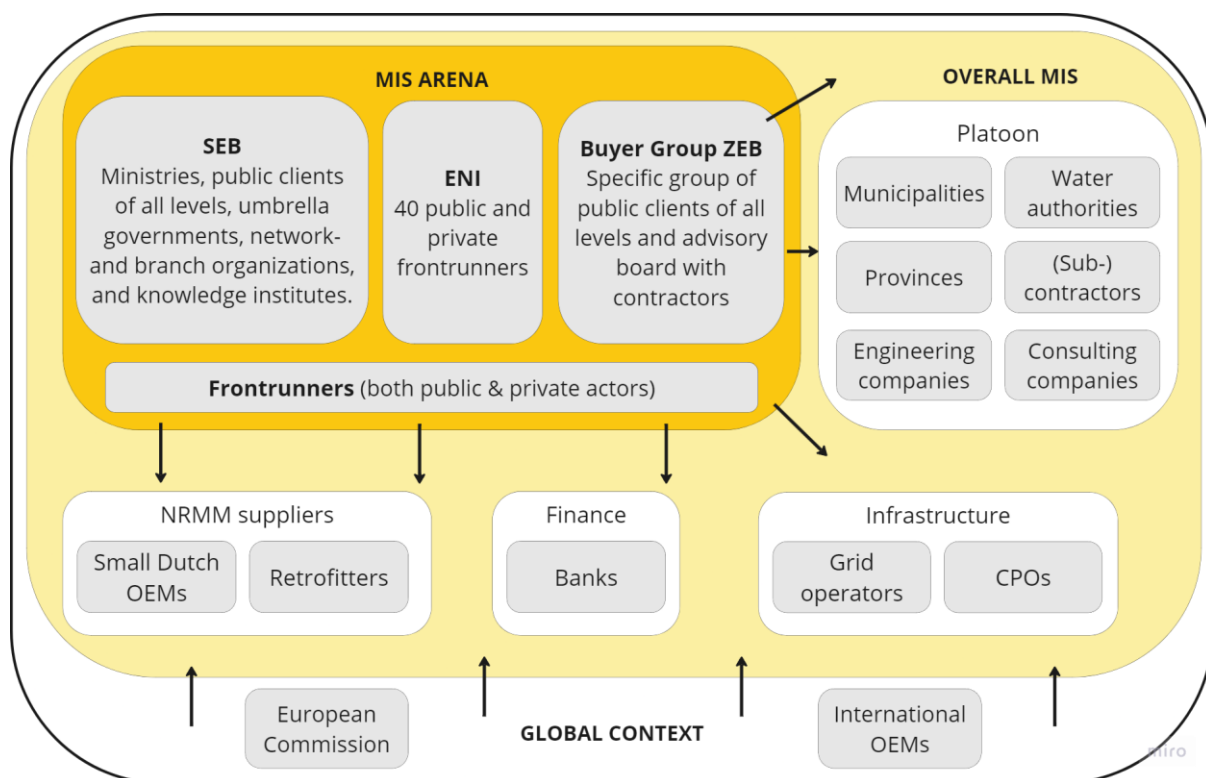 MIS ARENA
SEB
Ministries, public clients
of all levels, umbrella
governments, network-
and branch organizations,
and knowledge institutes.
ENI
40 public and
private
frontrunners
Buyer Group ZEB
Specific group of
public clients of all
levels and advisory
board with
contractors
Frontrunners (both public & private actors)
OVERALL MIS
Platoon
Municipalities
Water
authorities
Provinces
(Sub-)
contractors
Engineering
companies
Consulting
companies
NRMM suppliers
Small Dutch
OEMs
Retrofitters
Finance
Banks
Infrastructure
Grid
operators
CPOs
European
Commission
GLOBAL CONTEXT
International
OEMs
miro